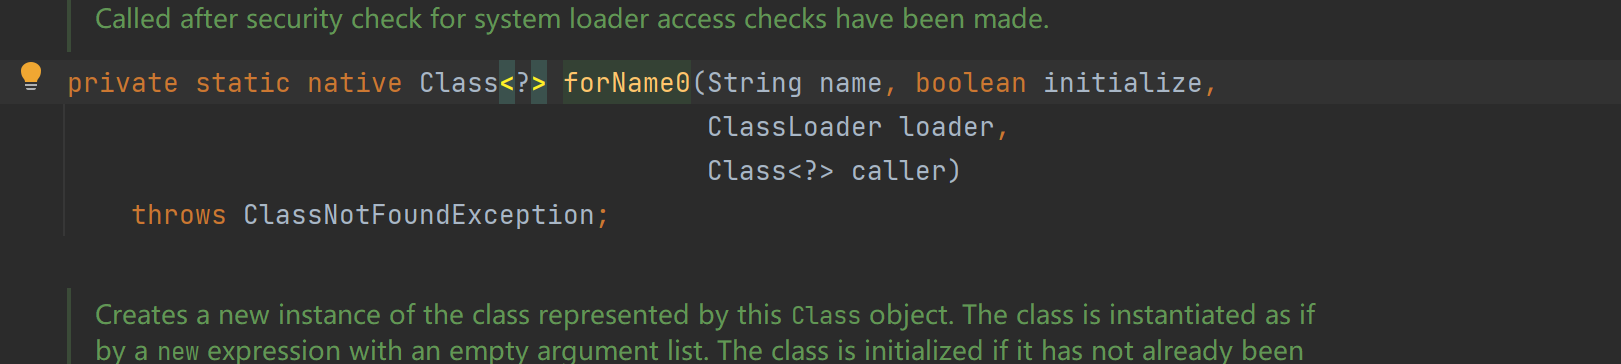 Called after security check for system loader access checks have been made.
private static native Class<?> forName0(String name, boolean initialize,
ClassLoader loader,
Class<?> caller)
throws ClassNotFoundException;
Creates a new instance of the class represented by this Class object. The class is instantiated as if
by a new expression with an empty argument list. The class is initialized if it has not already been